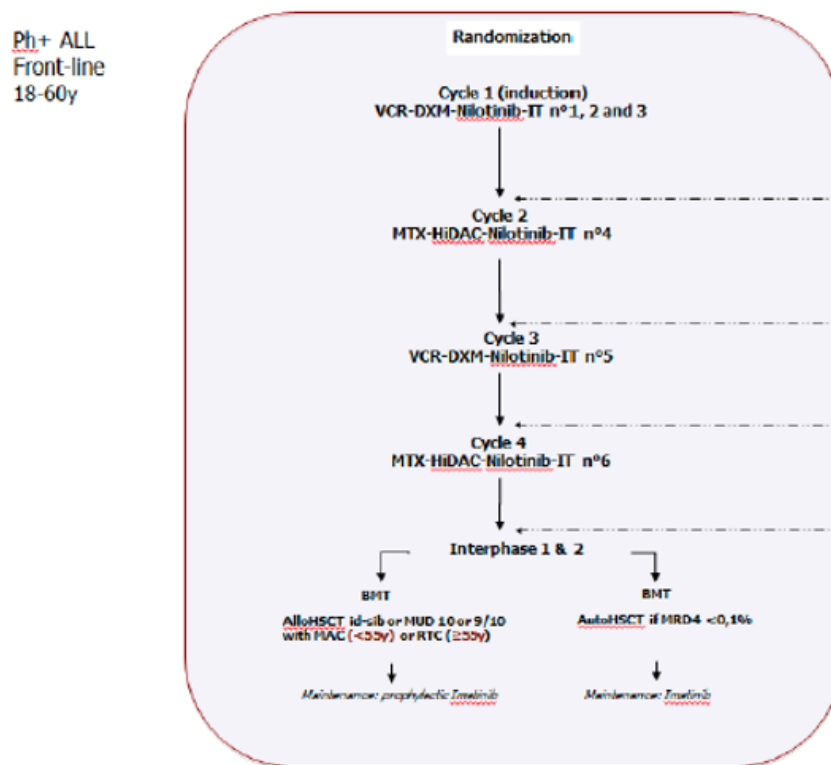 Ph+ ALL
Front-line
18-60y
Randomization
Cycle 1 (induction)
VCR-DXM-Nilotinib-IT n°1, 2 and 3
Cycle 2
MTX-HiDAC-Nilotinib-IT n°4
Cycle 3
VCR-DXM-Nilotinib-IT n°5
Cycle 4
MTX-HiDAC-Nilotinib-IT n°6
Interphase 1 & 2
BMT
AlloHSCT id-sib or MUD 10 or 9/10
with MAC (<55y) or RTC (≥55y)
Maintenance: prophylactic Imatinib
BMT
AutoHSCT if MRD4 <0,1%
Maintenance: Imatinib